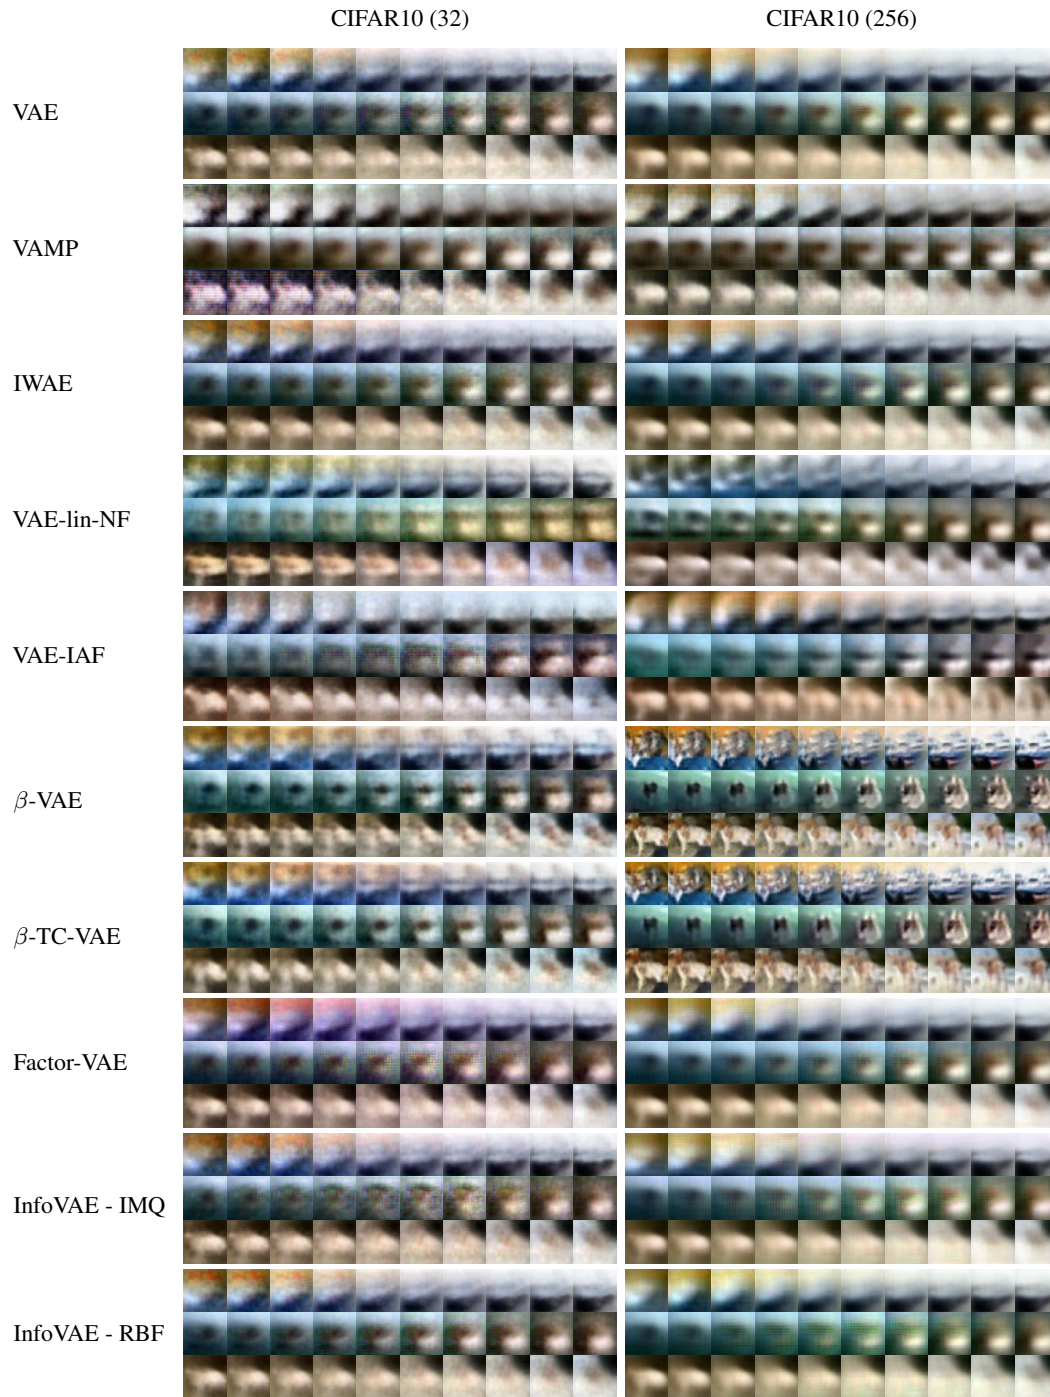 CIFAR10 (32) CIFAR10 (256)
VAE
VAMP
IWAE
VAE-lin-NF
VAE-IAF
β-VAE
β-TC-VAE
Factor-VAE
InfoVAE - IMQ
InfoVAE - RBF